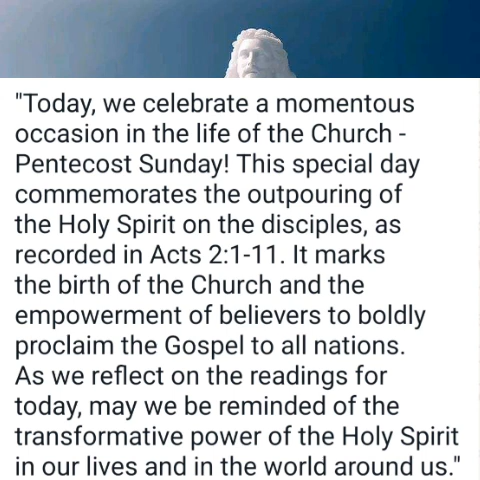 "Today, we celebrate a momentous
occasion in the life of the Church -
Pentecost Sunday! This special day
commemorates the outpouring of
the Holy Spirit on the disciples, as
recorded in Acts 2:1-11. It marks
the birth of the Church and the
empowerment of believers to boldly
proclaim the Gospel to all nations.
As we reflect on the readings for
today, may we be reminded of the
transformative power of the Holy Spirit
in our lives and in the world around us."